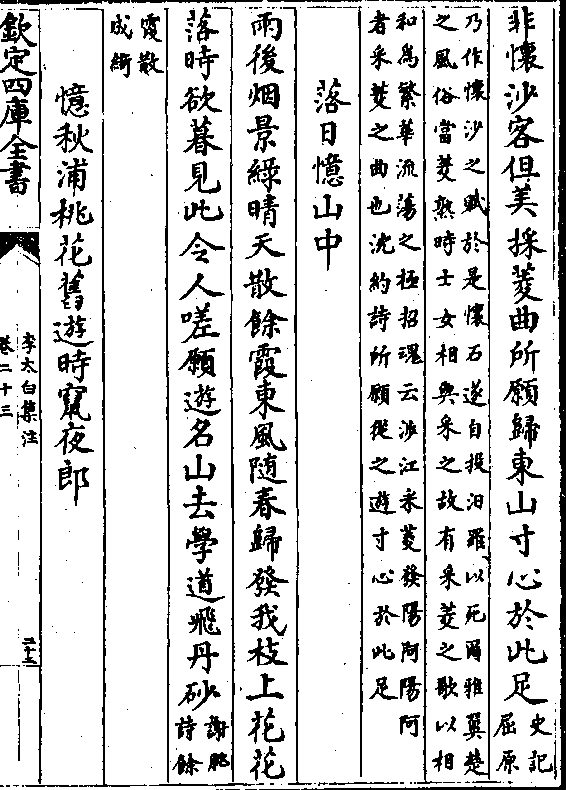 非懷沙客但美採菱曲所願歸東山寸心於此足史記
屈原
乃作懷沙之賦於是懷石遂自投汨羅以死爾雅翼楚
之風俗當菱熟時士女相與采之故有采菱之歌以相
和為繁華流蕩之極招魂云涉江采菱發陽阿陽阿
者采菱之曲也沈約詩所願從之遊寸心於此足
落日憶山中
雨後烟景綠晴天散餘霞東風随春歸發我枝上花花
落時欲暮見此令人嗟願遊名山去學道飛丹砂謝朓
詩餘
霞散
成綺
憶秋浦桃花舊遊時竄夜郎
欽定四庫全書
李太白集注
卷二十三
二十三